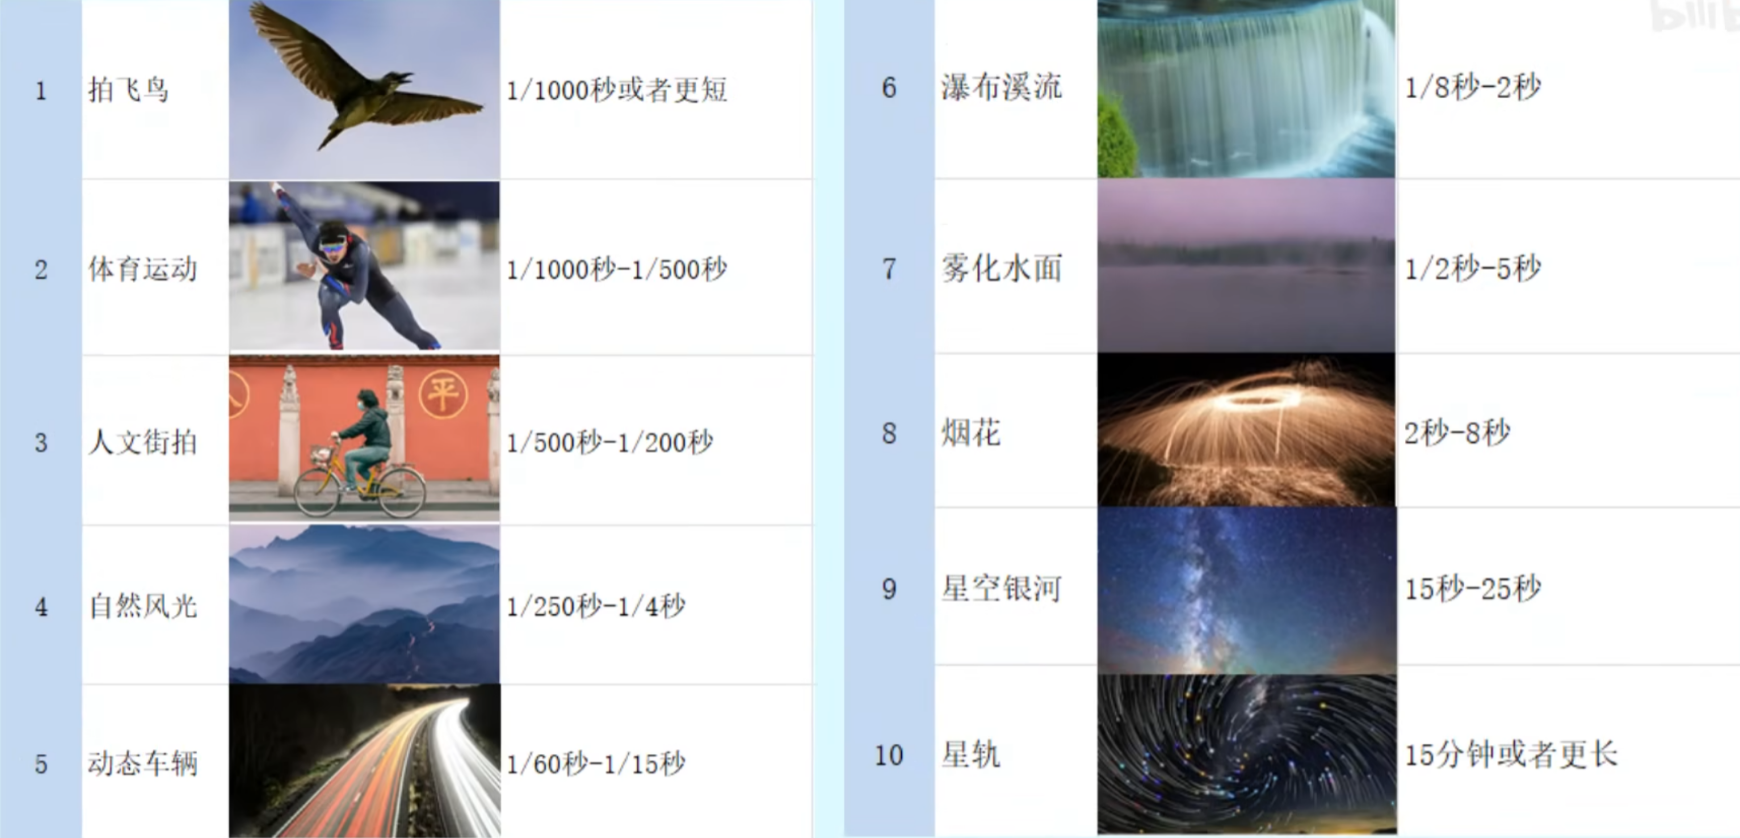 1 拍飞鸟 1/1000秒或者更短
2 体育运动 1/1000秒-1/500秒
3 人文街拍 1/500秒-1/200秒
人 平
4 自然风光 1/250秒-1/4秒
5 动态车辆 1/60秒-1/15秒
6 瀑布溪流 1/8秒-2秒
7 雾化水面 1/2秒-5秒
8 烟花 2秒-8秒
9 星空银河 15秒-25秒
10 星轨 15分钟或者更长